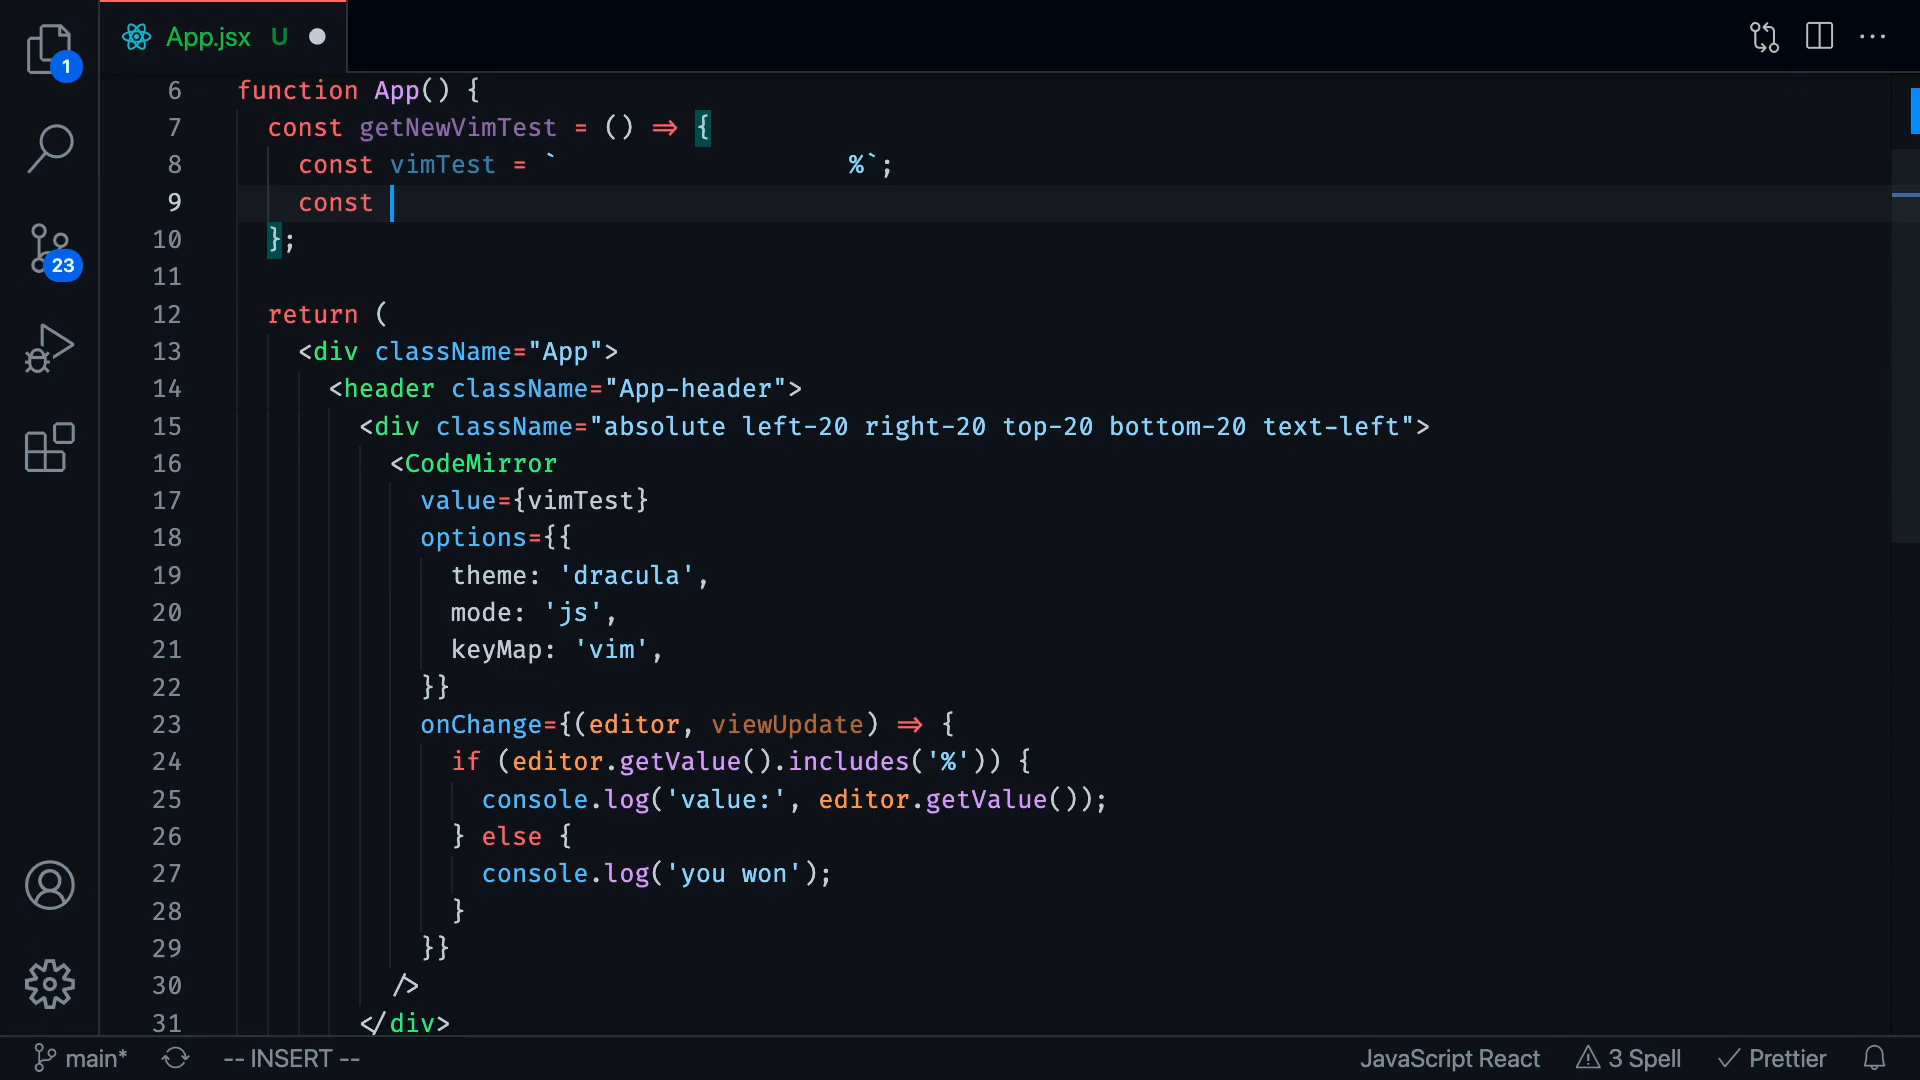 App.jsx U
1
23
6 function App() {
7 const getNewVimTest = () => {
8 const vimTest = `                   %`;
9 const
10 };
11
12 return (
13 <div className="App">
14 <header className="App-header">
15 <div className="absolute left-20 right-20 top-20 bottom-20 text-left">
16 <CodeMirror
17 value={vimTest}
18 options={{
19 theme: 'dracula',
20 mode: 'js',
21 keyMap: 'vim',
22 }}
23 onChange={(editor, viewUpdate) => {
24 if (editor.getValue().includes('%')) {
25 console.log('value:', editor.getValue());
26 } else {
27 console.log('you won');
28 }
29 }}
30 />
31 </div>
main* -- INSERT -- JavaScript React 3 Spell Prettier